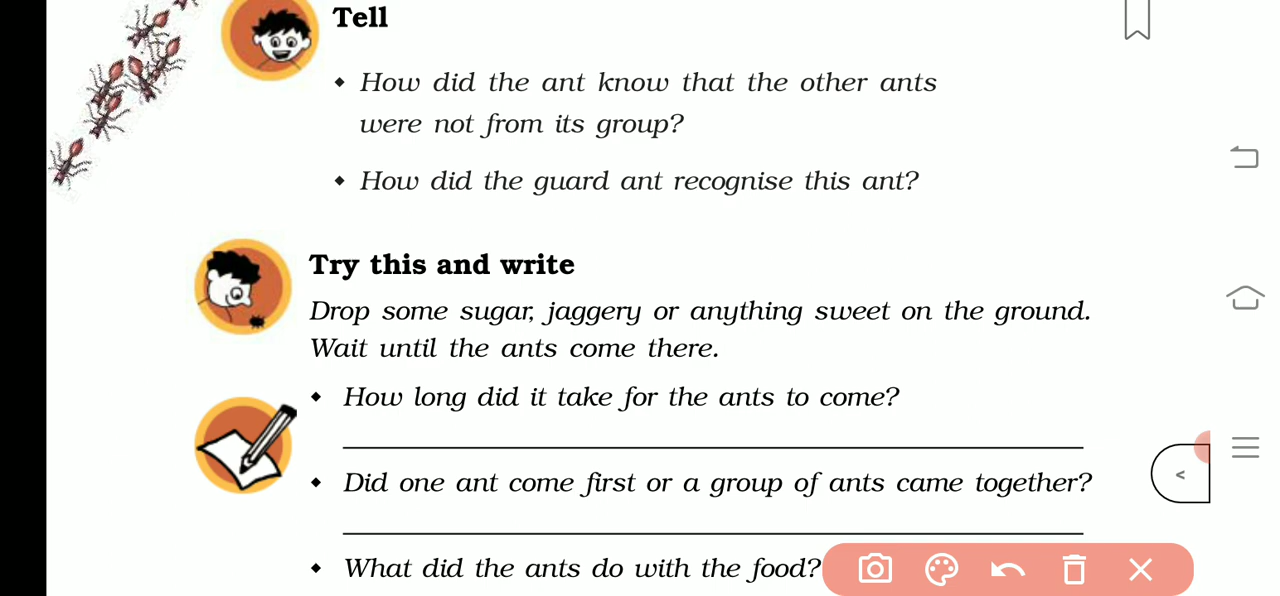 Tell
• How did the ant know that the other ants
were not from its group?
• How did the guard ant recognise this ant?
Try this and write
Drop some sugar, jaggery or anything sweet on the ground.
Wait until the ants come there.
• How long did it take for the ants to come?
• Did one ant come first or a group of ants came together?
• What did the ants do with the food?
<